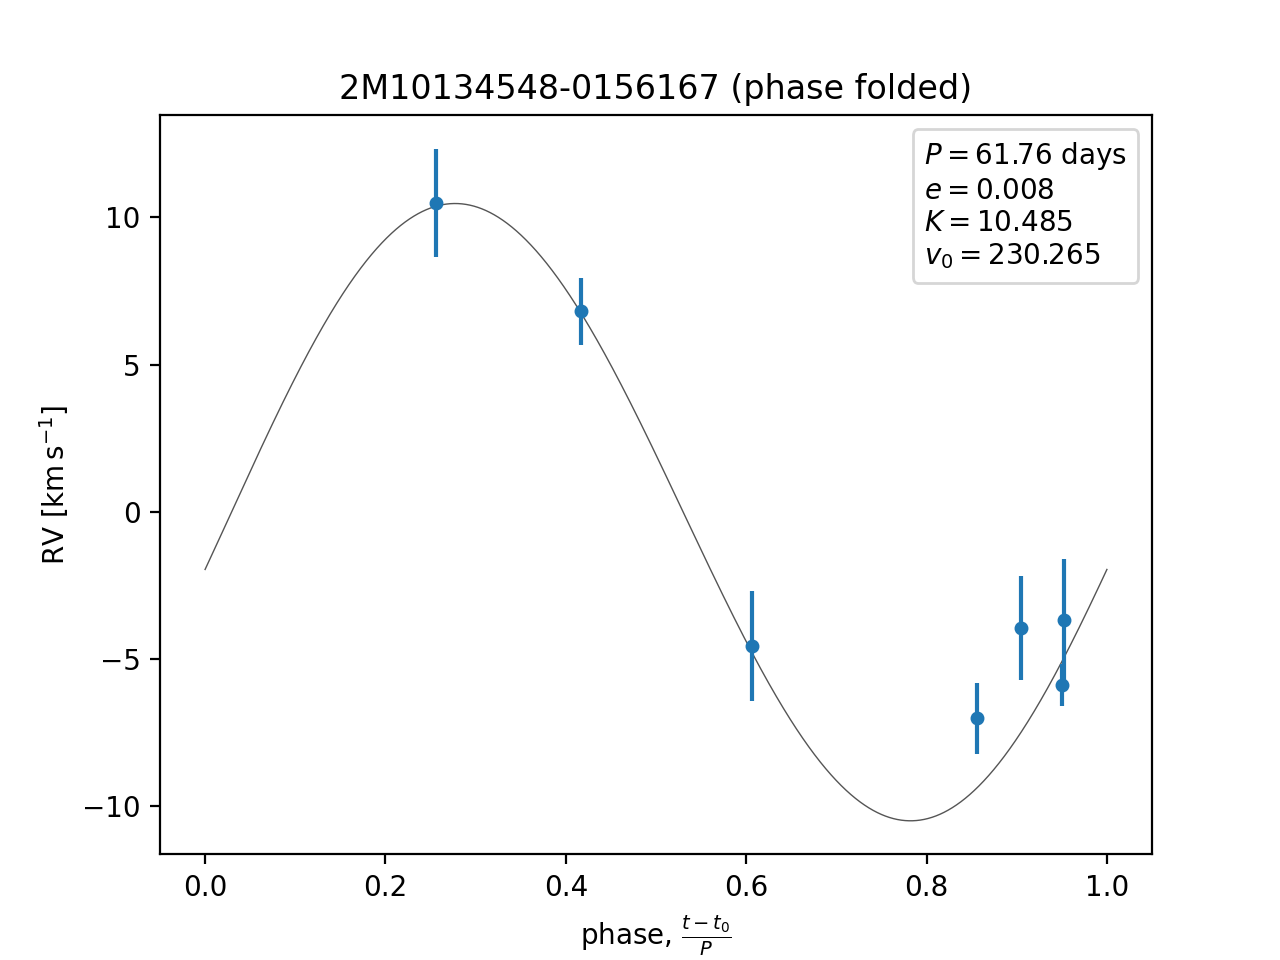 2M10134548-0156167 (phase folded)
P = 61.76 days
e = 0.008
K = 10.485
v₀ = 230.265
10
5
0
−5
−10
RV [km s⁻¹]
0.0 0.2 0.4 0.6 0.8 1.0
phase, (t − t₀)/P